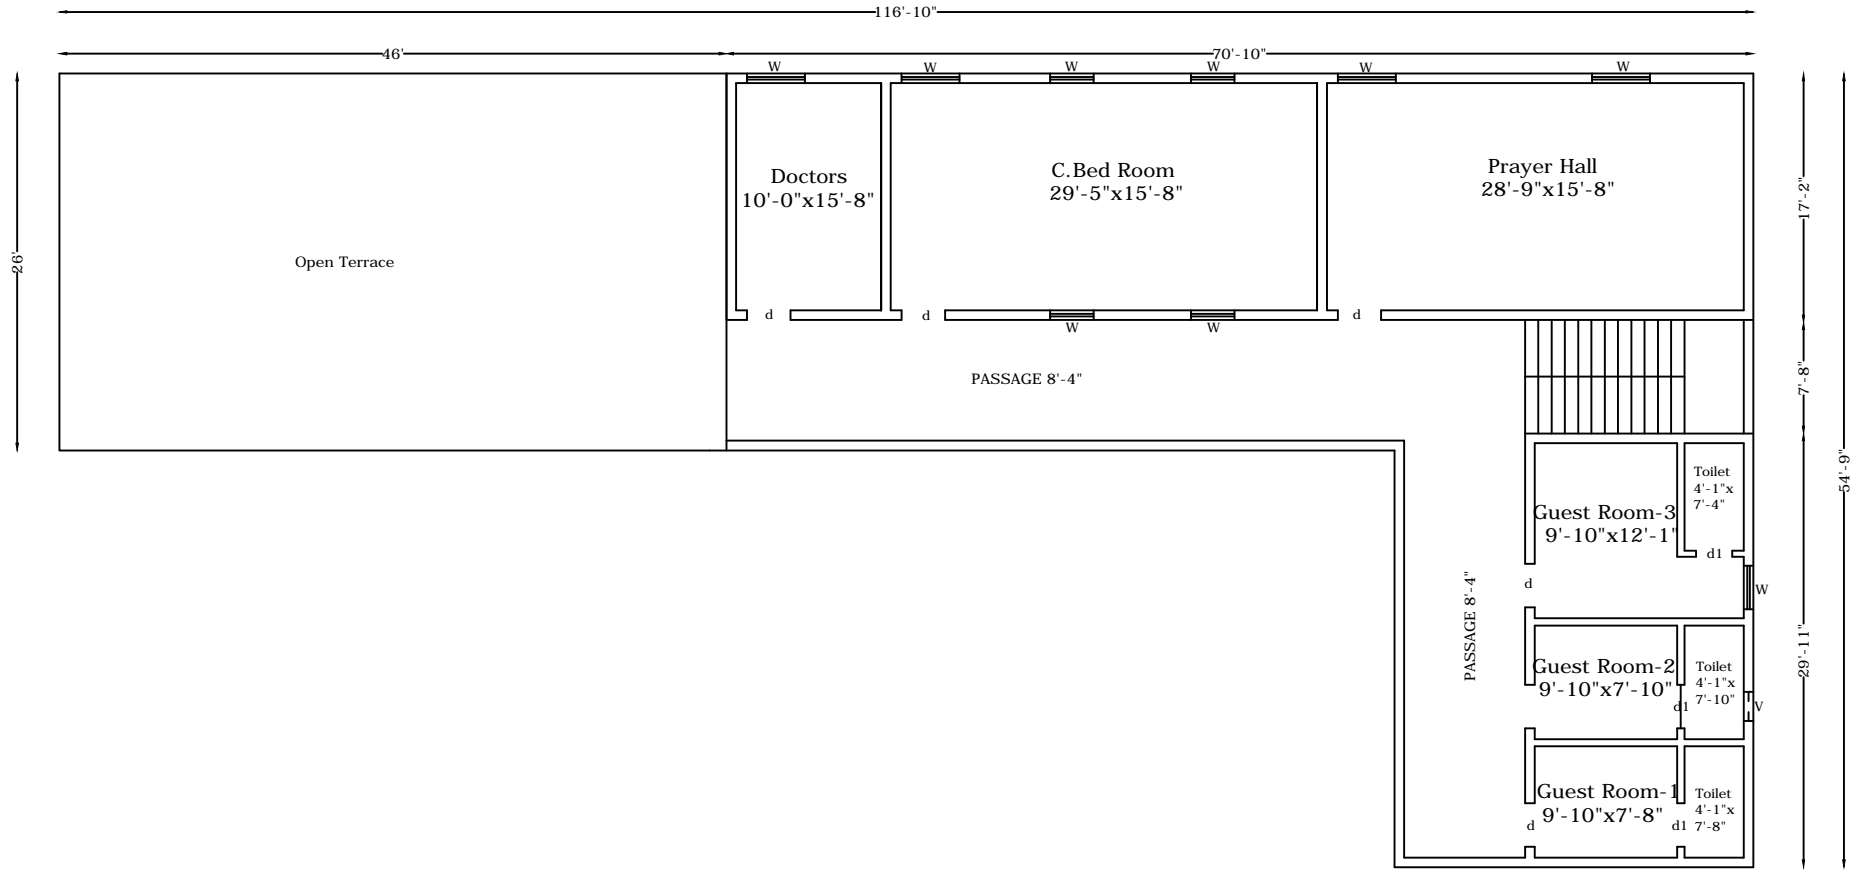 116'-10"
46'
70'-10"
W
W
W
W
W
W
Doctors
10'-0"x15'-8"
C.Bed Room
29'-5"x15'-8"
Prayer Hall
28'-9"x15'-8"
17'-2"
26'
Open Terrace
d
d
d
W
W
PASSAGE 8'-4"
7'-8"
54'-9"
Toilet
4'-1"x
7'-4"
Guest Room-3
9'-10"x12'-1"
d1
d
W
PASSAGE 8'-4"
29'-11"
Guest Room-2
9'-10"x7'-10"
Toilet
4'-1"x
7'-10"
d1
V
Guest Room-1
9'-10"x7'-8"
Toilet
4'-1"x
7'-8"
d
d1